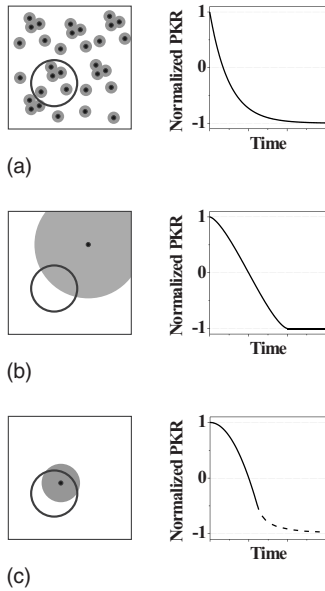 1
0
-1
Normalized PKR
Time
(a)
1
0
-1
Normalized PKR
Time
(b)
1
0
-1
Normalized PKR
Time
(c)